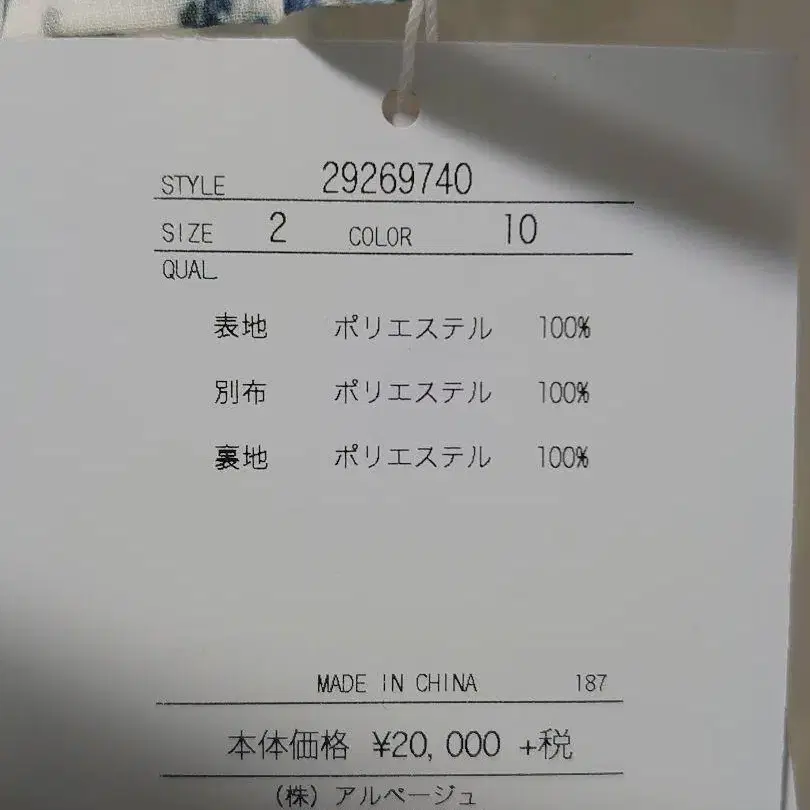 STYLE 29269740
SIZE 2 COLOR 10
QUAL
表地 ポリエステル 100%
別布 ポリエステル 100%
裏地 ポリエステル 100%
MADE IN CHINA 187
本体価格 ¥20,000 +税
(株) アルページュ